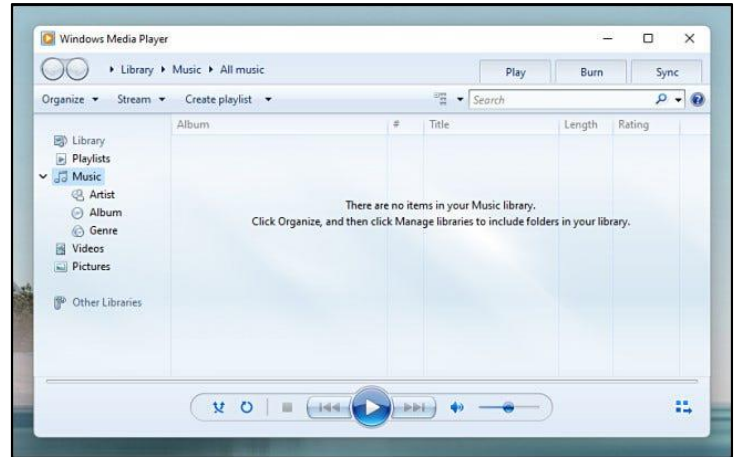 Windows Media Player
Library Music All music
Play Burn Sync
Organize Stream Create playlist Search
Album # Title Length Rating
Library
Playlists
Music
Artist
Album
Genre
Videos
Pictures
Other Libraries
There are no items in your Music library.
Click Organize, and then click Manage libraries to include folders in your library.